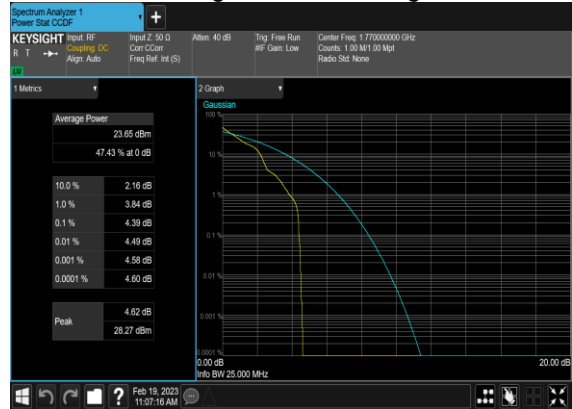 Spectrum Analyzer 1
Power Stat CCDF
KEYSIGHT
R T
Input: RF
Coupling: DC
Align: Auto
Input Z: 50 Ω
Corr CCorr
Freq Ref: Int (S)
Atten: 40 dB
Trig: Free Run
#IF Gain: Low
Center Freq: 1.770000000 GHz
Counts: 1.00 M/1.00 Mpt
Radio Std: None
1 Metrics
Average Power
23.65 dBm
47.43 % at 0 dB
10.0 % 2.16 dB
1.0 % 3.84 dB
0.1 % 4.39 dB
0.01 % 4.49 dB
0.001 % 4.58 dB
0.0001 % 4.60 dB
Peak
4.62 dB
28.27 dBm
2 Graph
Gaussian
100 %
10 %
1 %
0.1 %
0.01 %
0.001 %
0.0001 %
0.00 dB
20.00 dB
Info BW 25.000 MHz
?
Feb 19, 2023
11:07:16 AM